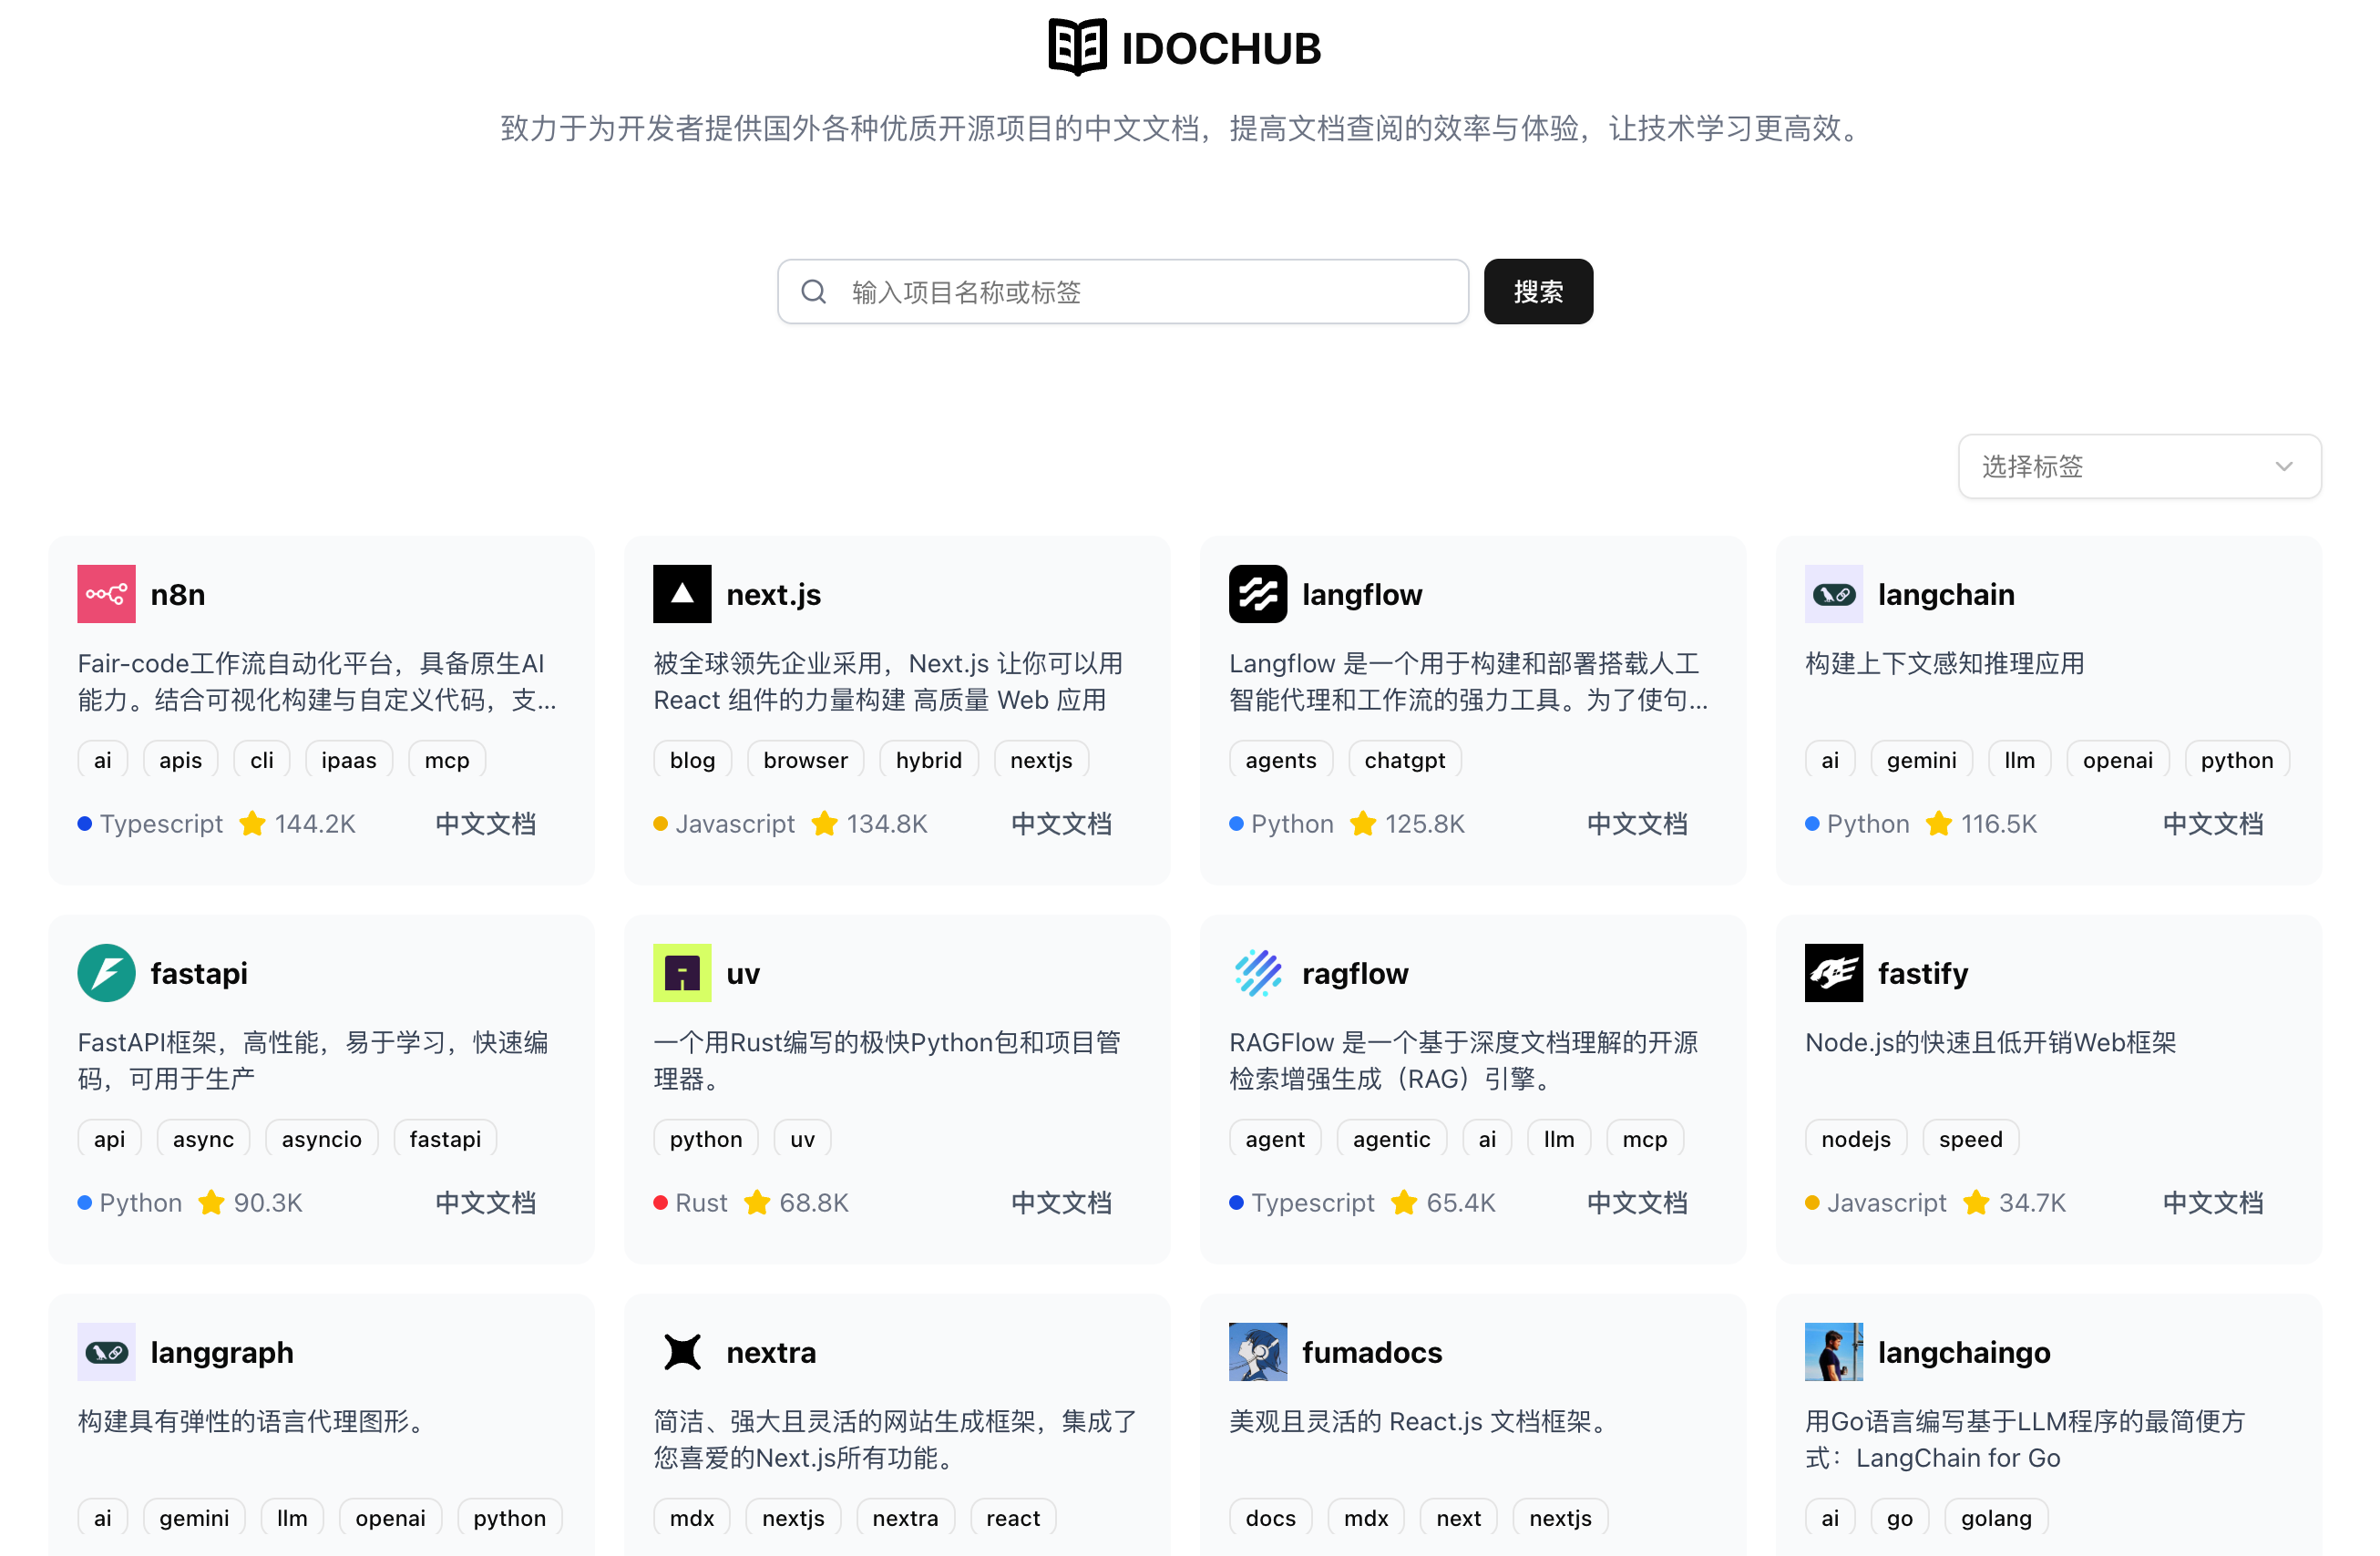 IDOCHUB
致力于为开发者提供国外各种优质开源项目的中文文档，提高文档查阅的效率与体验，让技术学习更高效。
输入项目名称或标签
搜索
选择标签
n8n
Fair-code工作流自动化平台，具备原生AI
能力。结合可视化构建与自定义代码，支...
ai apis cli ipaas mcp
Typescript 144.2K 中文文档
next.js
被全球领先企业采用，Next.js 让你可以用
React 组件的力量构建 高质量 Web 应用
blog browser hybrid nextjs
Javascript 134.8K 中文文档
langflow
Langflow 是一个用于构建和部署搭载人工
智能代理和工作流的强力工具。为了使句...
agents chatgpt
Python 125.8K 中文文档
langchain
构建上下文感知推理应用
ai gemini llm openai python
Python 116.5K 中文文档
fastapi
FastAPI框架，高性能，易于学习，快速编
码，可用于生产
api async asyncio fastapi
Python 90.3K 中文文档
uv
一个用Rust编写的极快Python包和项目管
理器。
python uv
Rust 68.8K 中文文档
ragflow
RAGFlow 是一个基于深度文档理解的开源
检索增强生成（RAG）引擎。
agent agentic ai llm mcp
Typescript 65.4K 中文文档
fastify
Node.js的快速且低开销Web框架
nodejs speed
Javascript 34.7K 中文文档
langgraph
构建具有弹性的语言代理图形。
ai gemini llm openai python
nextra
简洁、强大且灵活的网站生成框架，集成了
您喜爱的Next.js所有功能。
mdx nextjs nextra react
fumadocs
美观且灵活的 React.js 文档框架。
docs mdx next nextjs
langchaingo
用Go语言编写基于LLM程序的最简便方
式：LangChain for Go
ai go golang